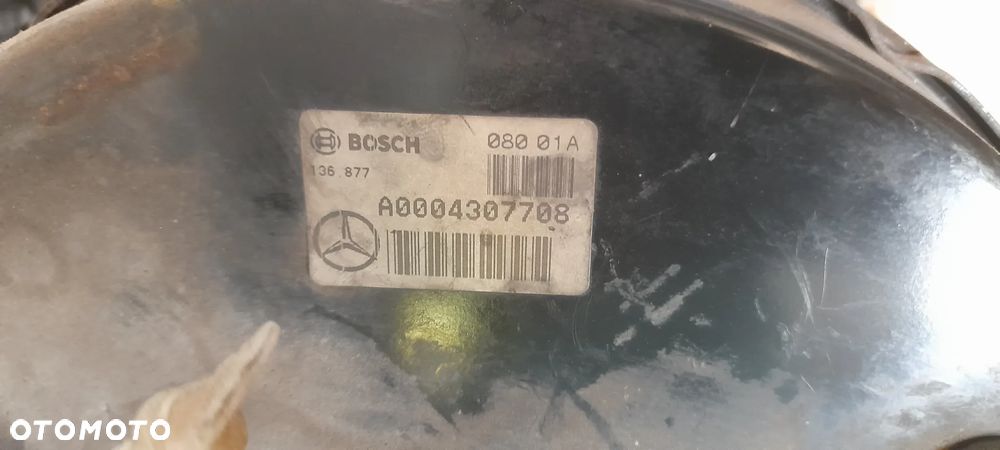 BOSCH 080 01A
136.877
A0004307708
OTOMOTO